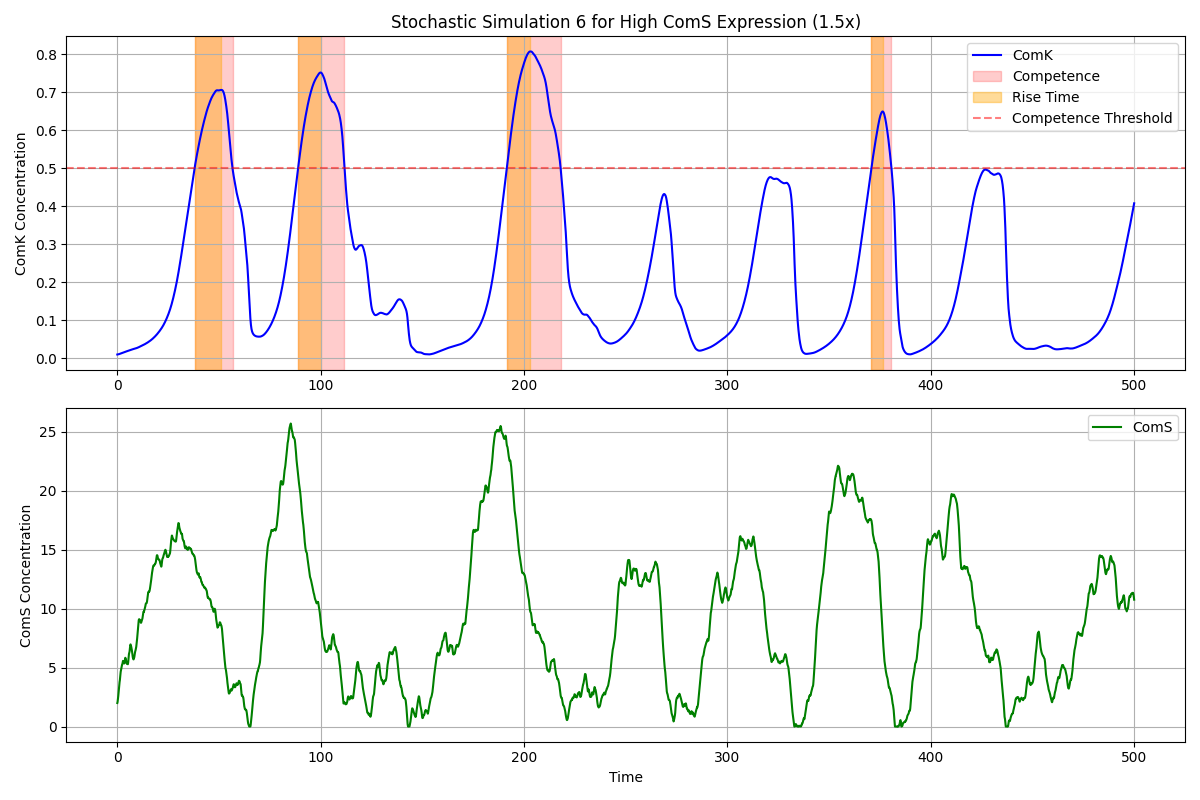 Stochastic Simulation 6 for High ComS Expression (1.5x)
ComK Concentration
0.8
0.7
0.6
0.5
0.4
0.3
0.2
0.1
0.0
ComK
Competence
Rise Time
Competence Threshold
0 100 200 300 400 500
ComS Concentration
25
20
15
10
5
0
ComS
0 100 200 300 400 500
Time